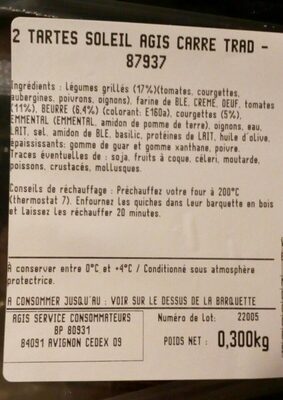 2 TARTES SOLEIL AGIS CARRE TRAD -
87937
Ingrédients : Légumes grillés (17%)(tomates, courgettes,
aubergines, poivrons, oignons), farine de BLE, CREME, OEUF, tomates
(11%), BEURRE (6,4%) (colorant: E160a), courgettes (5%),
EMMENTAL (EMMENTAL, amidon de pomme de terre), oignons, eau,
LAIT, sel, amidon de BLE, basilic, protéines de LAIT, huile d'olive,
épaississants: gomme de guar et gomme xanthane, poivre.
Traces éventuelles de : soja, fruits à coque, céleri, moutarde,
poissons, crustacés, mollusques.
Conseils de réchauffage : Préchauffez votre four à 200°C
(thermostat 7). Enfournez les quiches dans leur barquette en bois
et laissez les réchauffer 20 minutes.
A conserver entre 0°C et +4°C / Conditionné sous atmosphère
protectrice.
A CONSOMMER JUSQU'AU : VOIR SUR LE DESSUS DE LA BARQUETTE
AGIS SERVICE CONSOMMATEURS
BP 80931
84091 AVIGNON CEDEX 09
Numéro de Lot: 22005
POIDS NET : 0,300kg